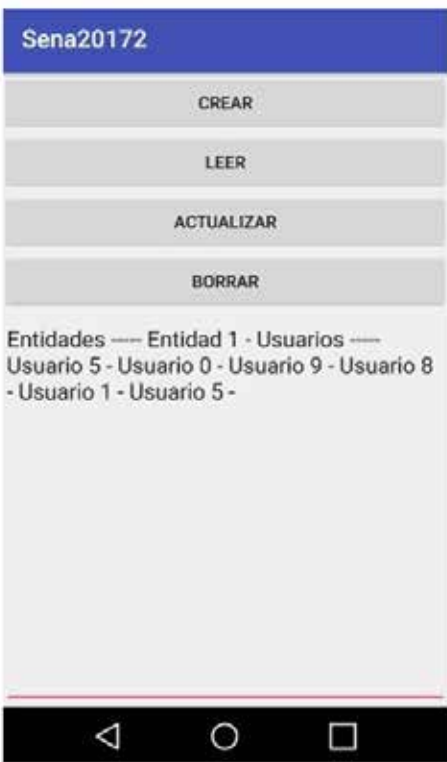 Sena20172
CREAR
LEER
ACTUALIZAR
BORRAR
Entidades ----- Entidad 1 - Usuarios -----
Usuario 5 - Usuario 0 - Usuario 9 - Usuario 8
- Usuario 1 - Usuario 5 -